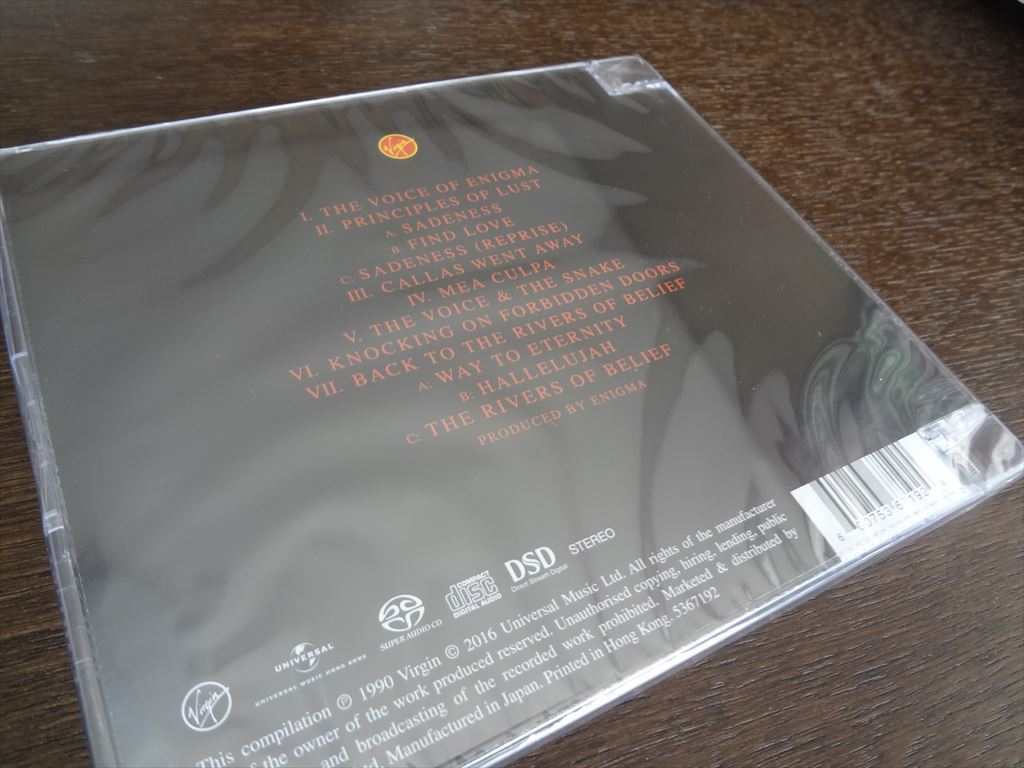 Virgin
I. THE VOICE OF ENIGMA
II. PRINCIPLES OF LUST
A: SADENESS
B: FIND LOVE
C: SADENESS (REPRISE)
III. CALLAS WENT AWAY
IV. MEA CULPA
V. THE VOICE & THE SNAKE
VI. KNOCKING ON FORBIDDEN DOORS
VII. BACK TO THE RIVERS OF BELIEF
A: WAY TO ETERNITY
B. HALLELUJAH
C: THE RIVERS OF BELIEF
PRODUCED BY ENIGMA
Virgin
UNIVERSAL
UNIVERSAL MUSIC HONG KONG
SUPER AUDIO CD
COMPACT
disc
DIGITAL AUDIO
DSD
Direct Stream Digital
STEREO
This compilation ℗ 1990 Virgin © 2016 Universal Music Ltd. All rights of the manufacturer
of the owner of the work produced reserved. Unauthorised copying, hiring, lending, public
and broadcasting of the recorded work prohibited. Marketed & distributed by
Ltd. Manufactured in Japan. Printed in Hong Kong. 5367192